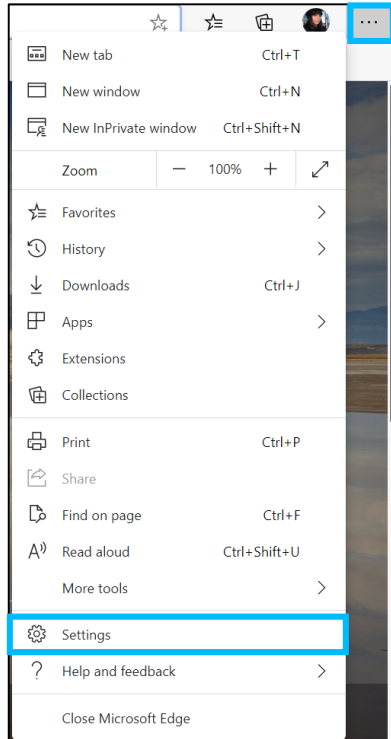 New tab Ctrl+T
New window Ctrl+N
New InPrivate window Ctrl+Shift+N
Zoom — 100% +
Favorites
History
Downloads Ctrl+J
Apps
Extensions
Collections
Print Ctrl+P
Share
Find on page Ctrl+F
Read aloud Ctrl+Shift+U
More tools
Settings
Help and feedback
Close Microsoft Edge